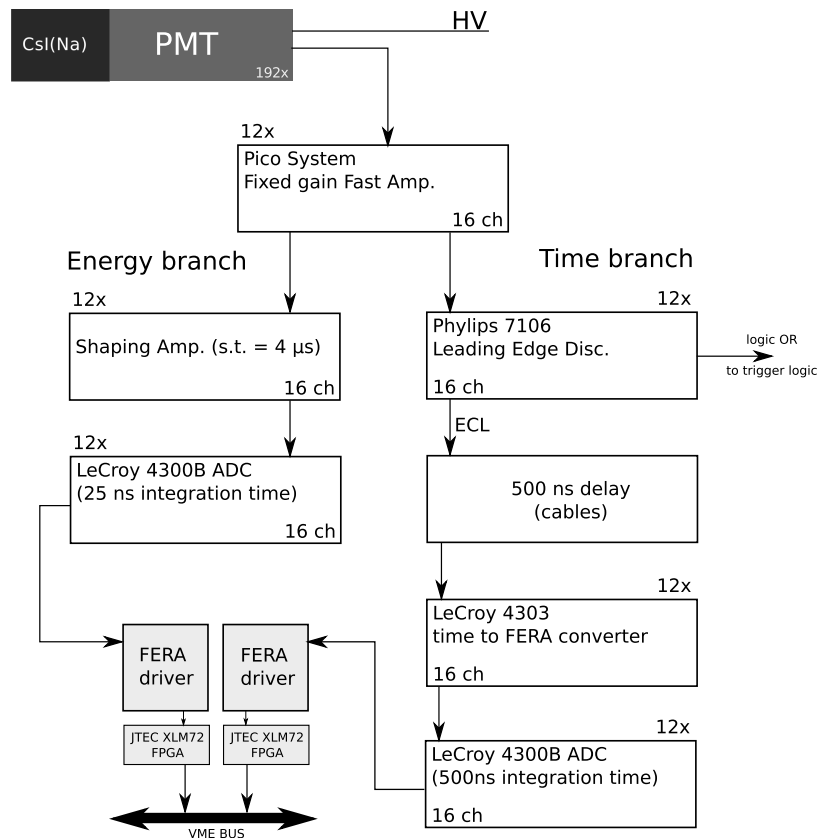 HV
CsI(Na)
PMT
192x
12x
Pico System
Fixed gain Fast Amp.
16 ch
Energy branch
Time branch
12x
Shaping Amp. (s.t. = 4 µs)
16 ch
12x
Phylips 7106
Leading Edge Disc.
16 ch
logic OR
to trigger logic
ECL
12x
LeCroy 4300B ADC
(25 ns integration time)
16 ch
500 ns delay
(cables)
12x
LeCroy 4303
time to FERA converter
16 ch
FERA
driver
FERA
driver
JTEC XLM72
FPGA
JTEC XLM72
FPGA
12x
LeCroy 4300B ADC
(500ns integration time)
16 ch
VME BUS